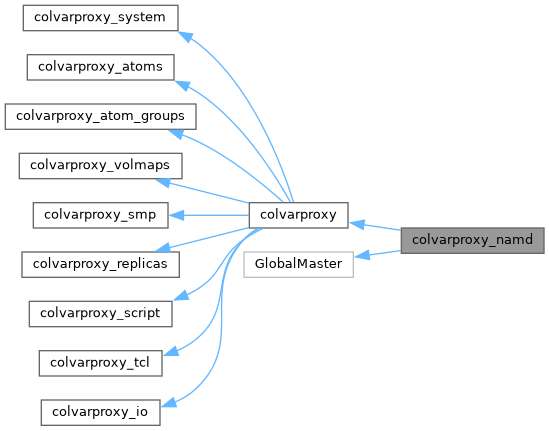 colvarproxy_system
colvarproxy_atoms
colvarproxy_atom_groups
colvarproxy_volmaps
colvarproxy_smp
colvarproxy_replicas
colvarproxy_script
colvarproxy_tcl
colvarproxy_io
colvarproxy
GlobalMaster
colvarproxy_namd